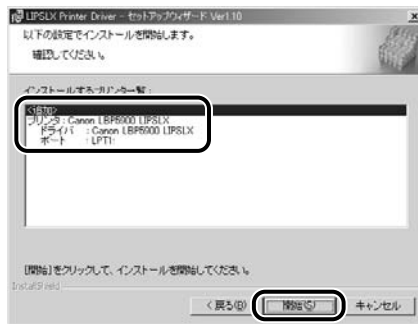 LIPSLX Printer Driver - セットアップウィザード Ver1.10
以下の設定でインストールを開始します。
確認してください。
インストールするプリンター覧:
<追加>
プリンタ : Canon LBP5900 LIPSLX
ドライバ : Canon LBP5900 LIPSLX
ポート : LPT1:
[開始]をクリックして、インストールを開始してください。
InstallShield
< 戻る(B)
開始(S)
キャンセル